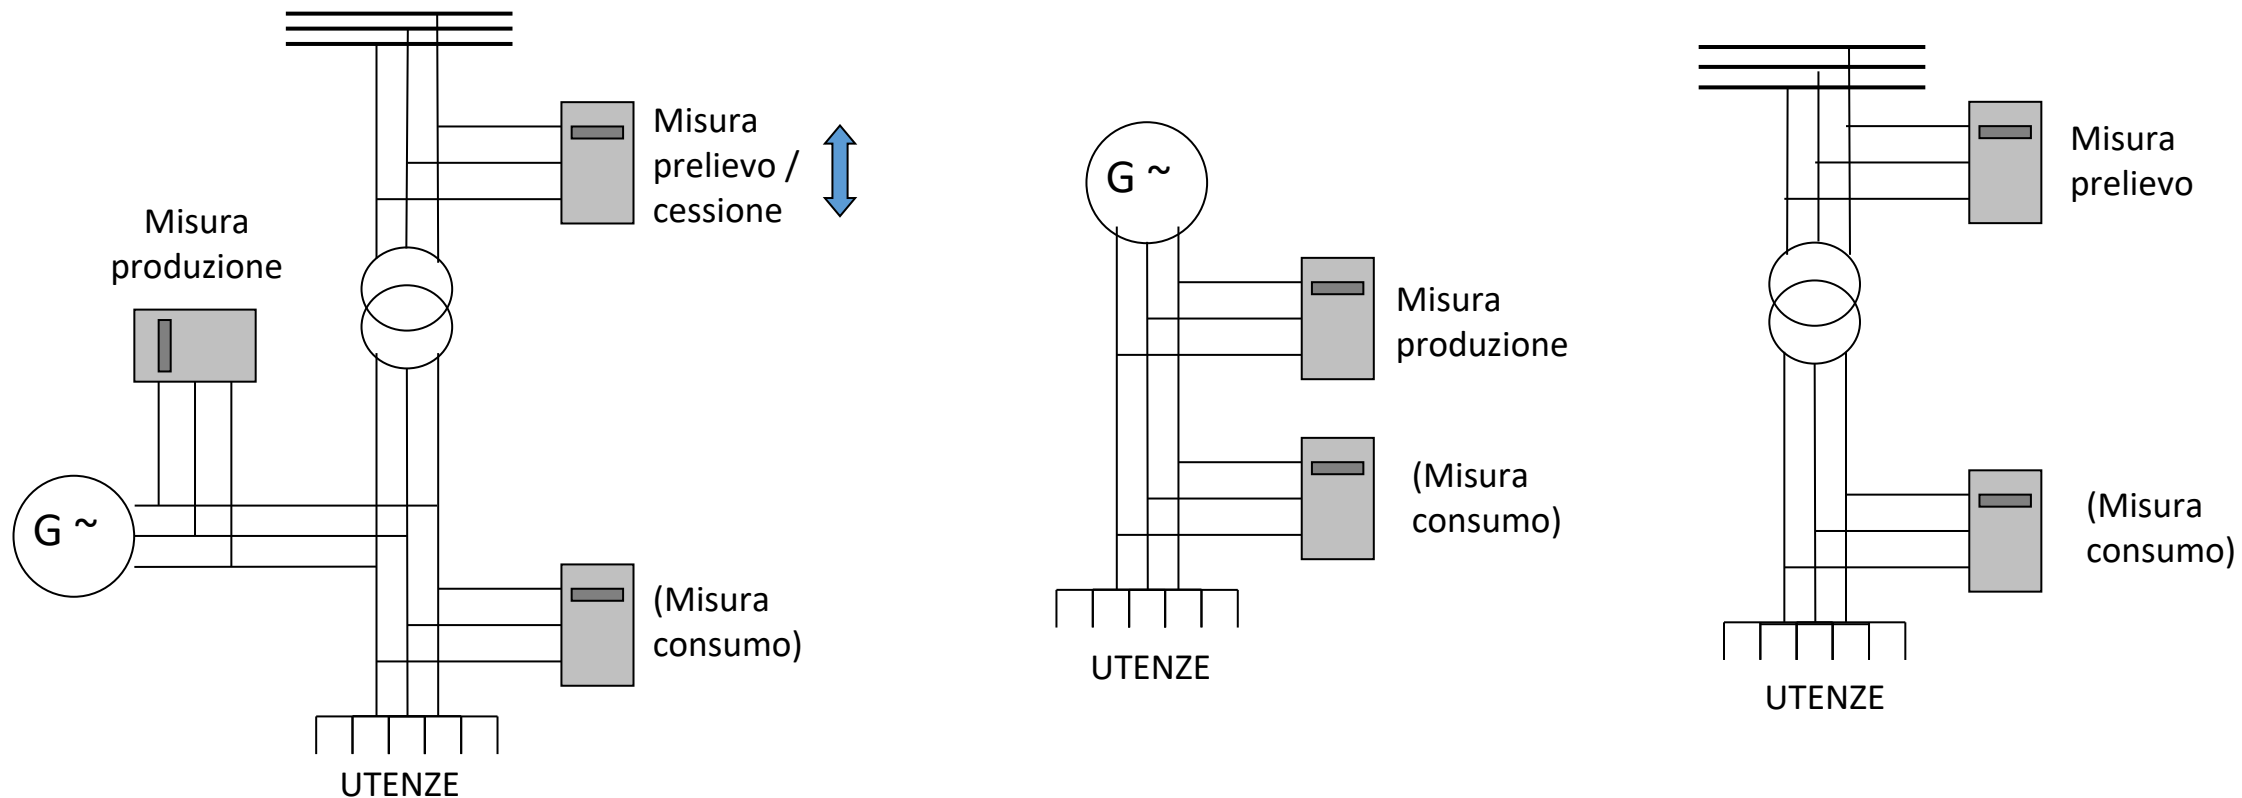 Misura
prelievo /
cessione
Misura
produzione
G ~
(Misura
consumo)
UTENZE
G ~
Misura
produzione
(Misura
consumo)
UTENZE
Misura
prelievo
(Misura
consumo)
UTENZE